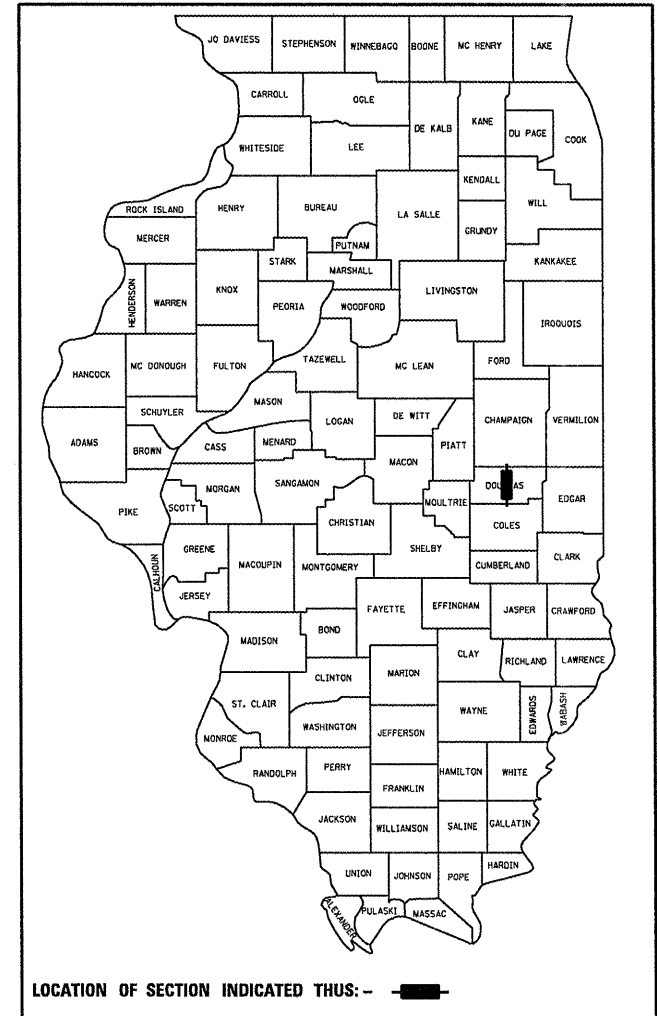 JO DAVIESS STEPHENSON WINNEBAGO BOONE MC HENRY LAKE
CARROLL OGLE DE KALB KANE DU PAGE COOK
WHITESIDE LEE
KENDALL
ROCK ISLAND HENRY BUREAU LA SALLE WILL
MERCER PUTNAM GRUNDY
STARK MARSHALL KANKAKEE
HENDERSON WARREN KNOX PEORIA WOODFORD LIVINGSTON IROQUOIS
HANCOCK MC DONOUGH FULTON TAZEWELL MC LEAN FORD
MASON
SCHUYLER LOGAN DE WITT CHAMPAIGN VERMILION
ADAMS BROWN CASS MENARD MACON PIATT
MORGAN SANGAMON MOULTRIE DOUGLAS EDGAR
PIKE SCOTT CHRISTIAN COLES
CALHOUN GREENE MACOUPIN MONTGOMERY SHELBY CUMBERLAND CLARK
JERSEY FAYETTE EFFINGHAM JASPER CRAWFORD
MADISON BOND
CLINTON MARION CLAY RICHLAND LAWRENCE
ST. CLAIR WAYNE EDWARDS WABASH
MONROE WASHINGTON JEFFERSON
RANDOLPH PERRY FRANKLIN HAMILTON WHITE
JACKSON WILLIAMSON SALINE GALLATIN
UNION JOHNSON POPE HARDIN
ALEXANDER PULASKI MASSAC
LOCATION OF SECTION INDICATED THUS: -